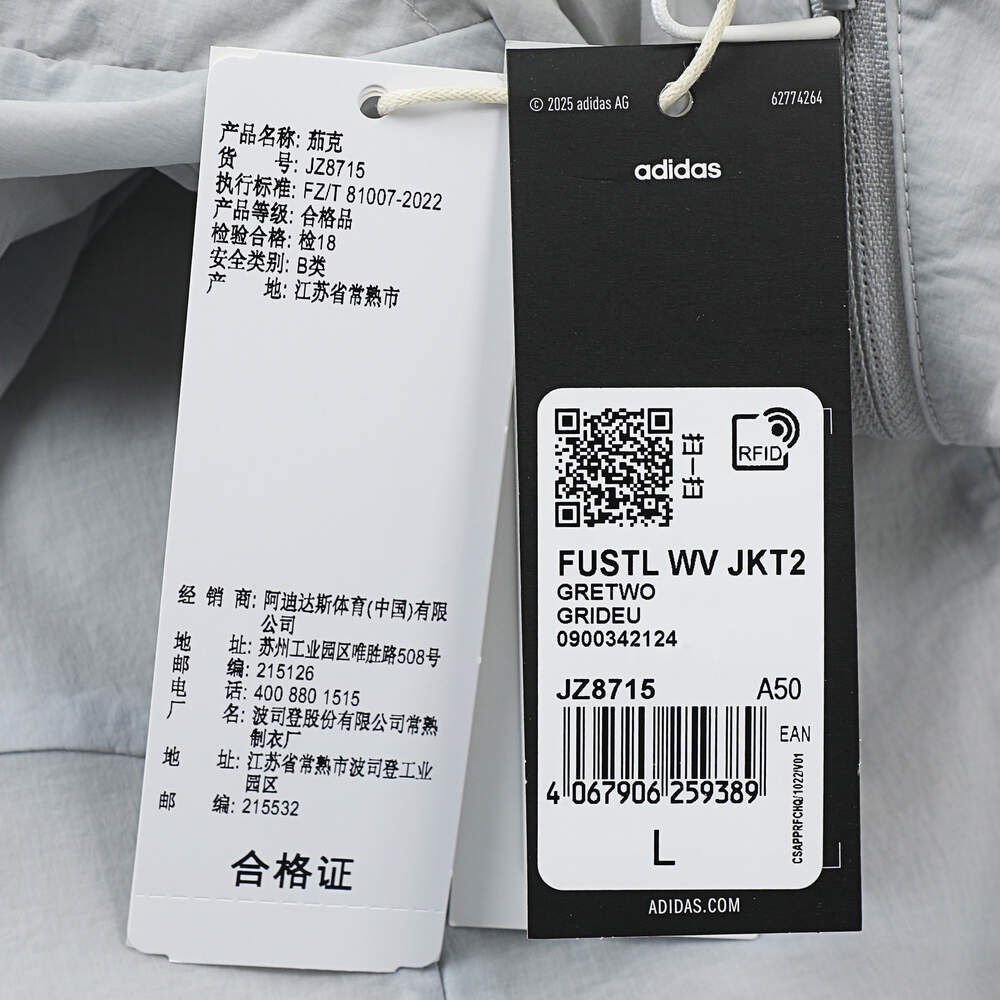 产品名称: 茄克
货 号: JZ8715
执行标准: FZ/T 81007-2022
产品等级: 合格品
检验合格: 检18
安全类别: B类
产 地: 江苏省常熟市
经 销 商: 阿迪达斯体育(中国)有限
公司
地 址: 苏州工业园区唯胜路508号
邮 编: 215126
电 话: 400 880 1515
厂 名: 波司登股份有限公司常熟
制衣厂
地 址: 江苏省常熟市波司登工业
园区
邮 编: 215532
合格证
© 2025 adidas AG
62774264
adidas
RFID
FUSTL WV JKT2
GRETWO
GRIDEU
0900342124
JZ8715 A50
EAN
4 067906 259389
CSAPPRFCHQ/1022/V01
L
ADIDAS.COM